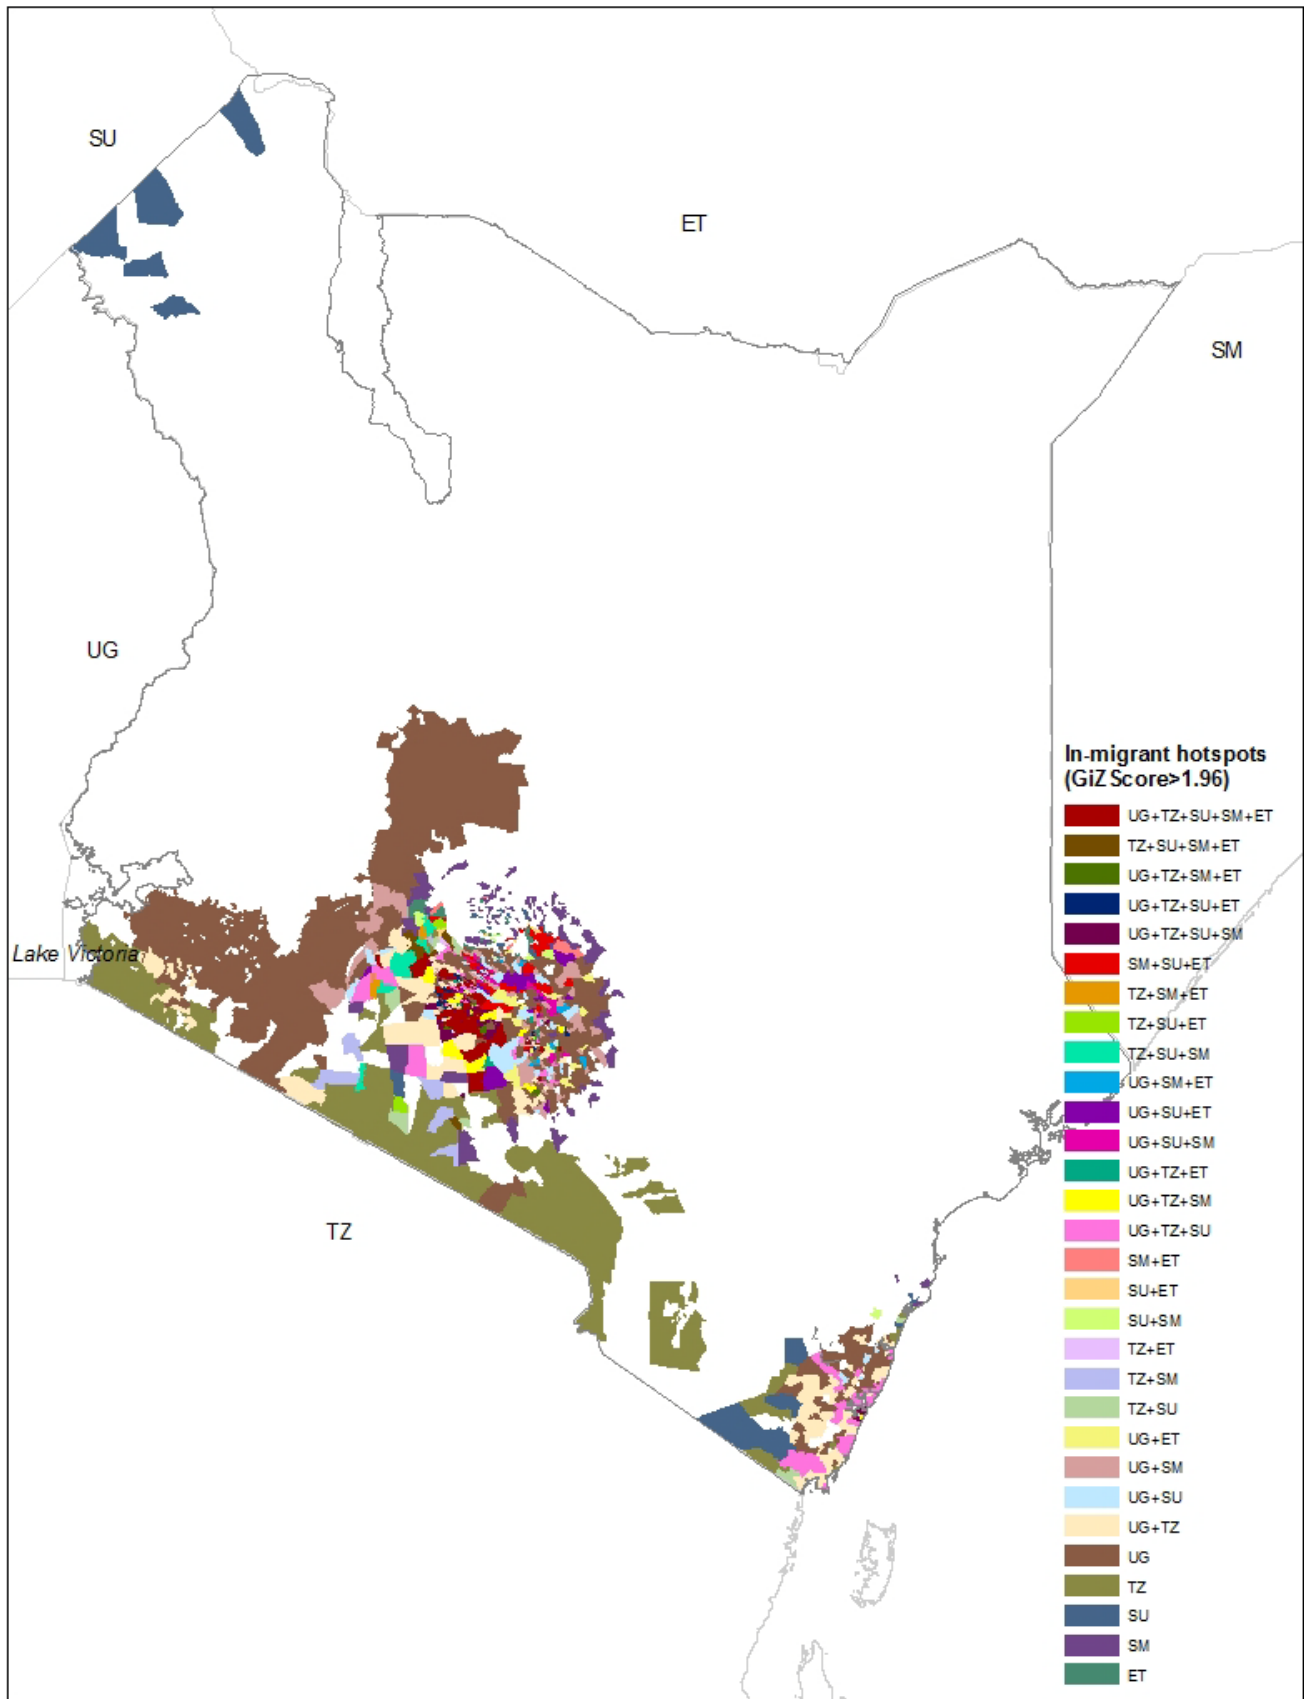 SU
ET
SM
UG
Lake Victoria
TZ
In-migrant hotspots
(GiZ Score>1.96)
UG+TZ+SU+SM+ET
TZ+SU+SM+ET
UG+TZ+SM+ET
UG+TZ+SU+ET
UG+TZ+SU+SM
SM+SU+ET
TZ+SM+ET
TZ+SU+ET
TZ+SU+SM
UG+SM+ET
UG+SU+ET
UG+SU+SM
UG+TZ+ET
UG+TZ+SM
UG+TZ+SU
SM+ET
SU+ET
SU+SM
TZ+ET
TZ+SM
TZ+SU
UG+ET
UG+SM
UG+SU
UG+TZ
UG
TZ
SU
SM
ET